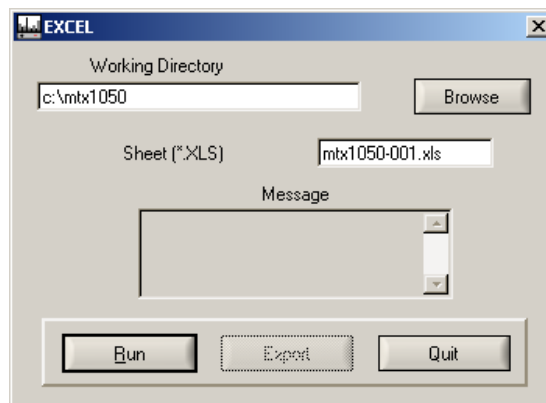 EXCEL
Working Directory
c:\mtx1050
Browse
Sheet (*.XLS)
mtx1050-001.xls
Message
Run
Export
Quit